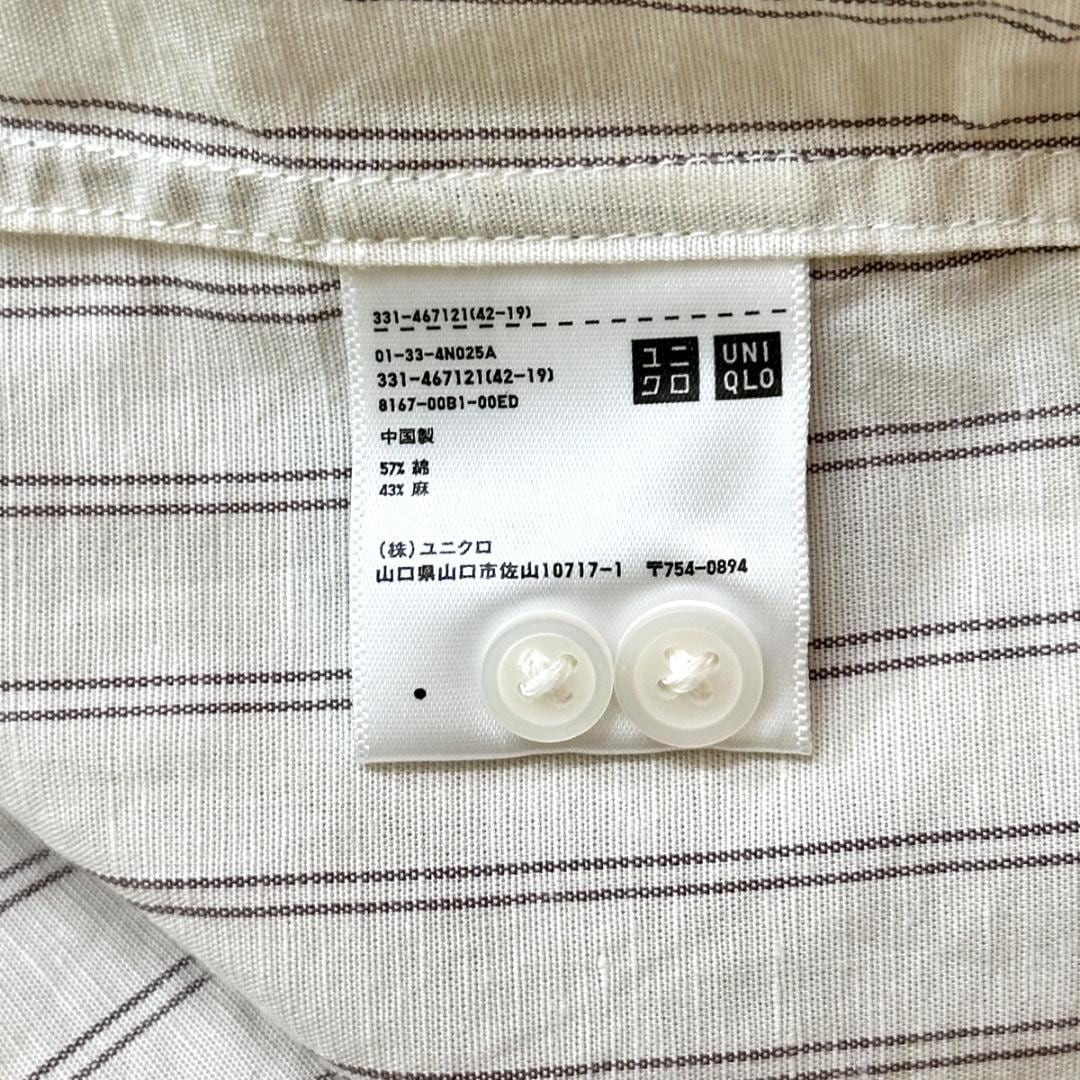 331-467121(42-19)
01-33-4N025A
331-467121(42-19)
8167-00B1-00ED
ユニ
クロ
UNI
QLO
中国製
57% 綿
43% 麻
(株)ユニクロ
山口県山口市佐山10717-1 〒754-0894